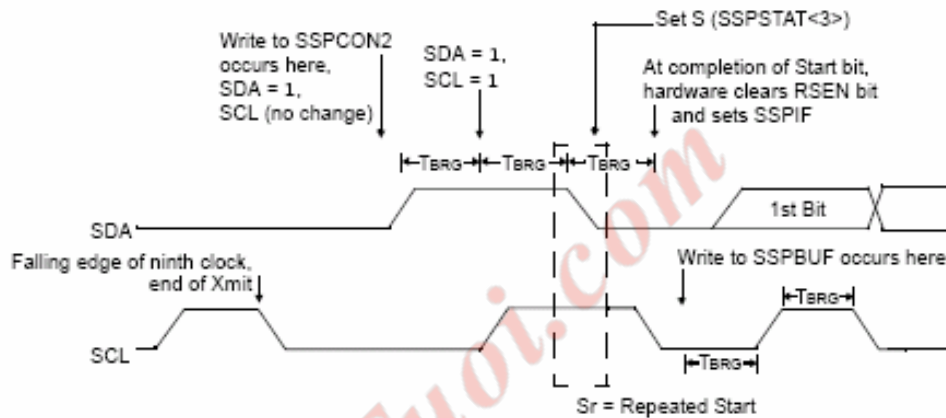 Set S (SSPSTAT<3>)
Write to SSPCON2
occurs here,
SDA = 1,
SCL (no change)
SDA = 1,
SCL = 1
At completion of Start bit,
hardware clears RSEN bit
and sets SSPIF
TBRG
TBRG
TBRG
SDA
1st Bit
Falling edge of ninth clock,
end of Xmit
Write to SSPBUF occurs here
TBRG
SCL
TBRG
Sr = Repeated Start
uoi.com